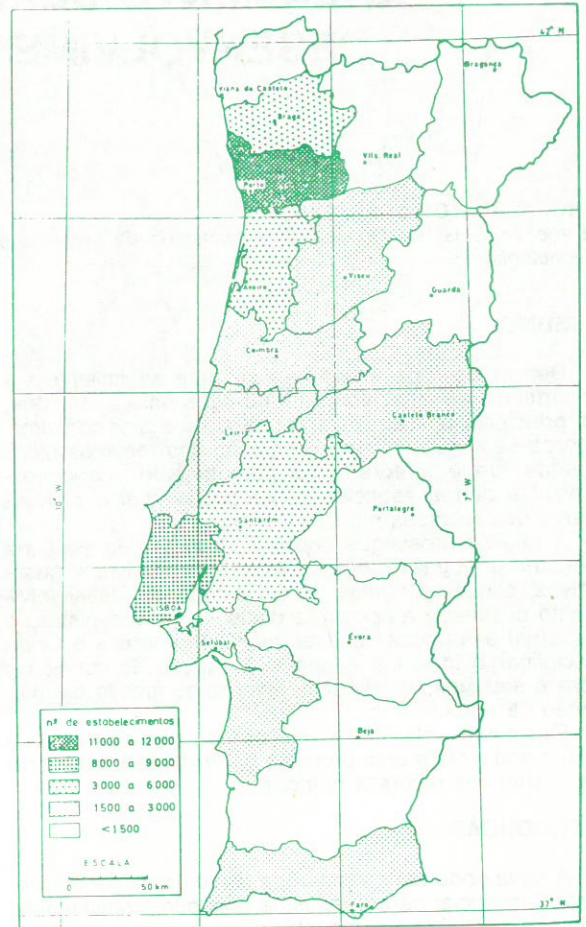 42° N
Bragança
Viana do Castelo
Braga
Vila Real
Porto
Viseu
Aveiro
Guarda
Coimbra
Castelo Branco
Leiria
10° W
7° W
Portalegre
Santarém
LISBOA
Évora
Setúbal
Beja
nº de estabelecimentos
11 000 a 12 000
8 000 a 9 000
3 000 a 6 000
1 500 a 3 000
< 1 500
ESCALA
0 50 km
37° N
Faro